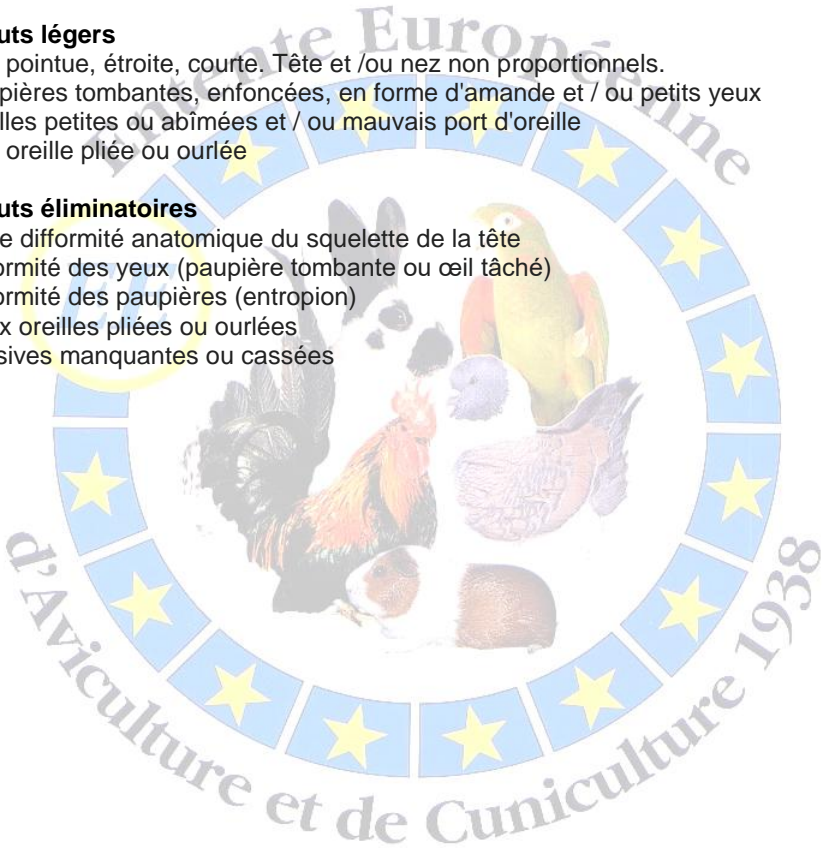 uts légers
pointue, étroite, courte. Tête et /ou nez non proportionnels.
pières tombantes, enfoncées, en forme d'amande et / ou petits yeux
lles petites ou abîmées et / ou mauvais port d'oreille
oreille pliée ou ourlée
uts éliminatoires
e difformité anatomique du squelette de la tête
ormité des yeux (paupière tombante ou œil tâché)
ormité des paupières (entropion)
x oreilles pliées ou ourlées
sives manquantes ou cassées
Entente Européenne
EE
d'Aviculture et de Cuniculture 1938